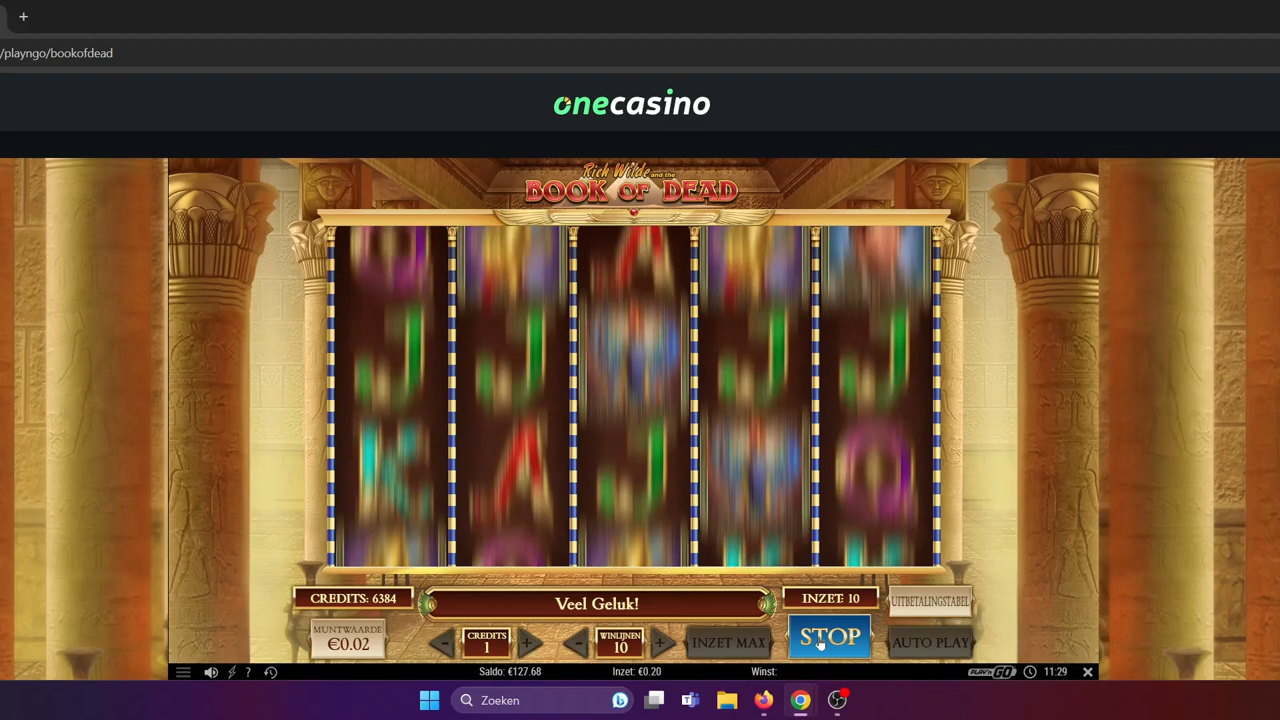 +
/playngo/bookofdead
onecasino
Rich Wilde and the
BOOK OF DEAD
CREDITS: 6384
Veel Geluk!
INZET: 10
UITBETALINGSTABEL
MUNTWAARDE
€0.02
-
CREDITS
1
+
-
WINLIJNEN
10
+
INZET MAX
STOP
AUTO PLAY
?
Saldo: €127.68
Inzet: €0.20
Winst:
PLAY'n GO
11:29
Zoeken